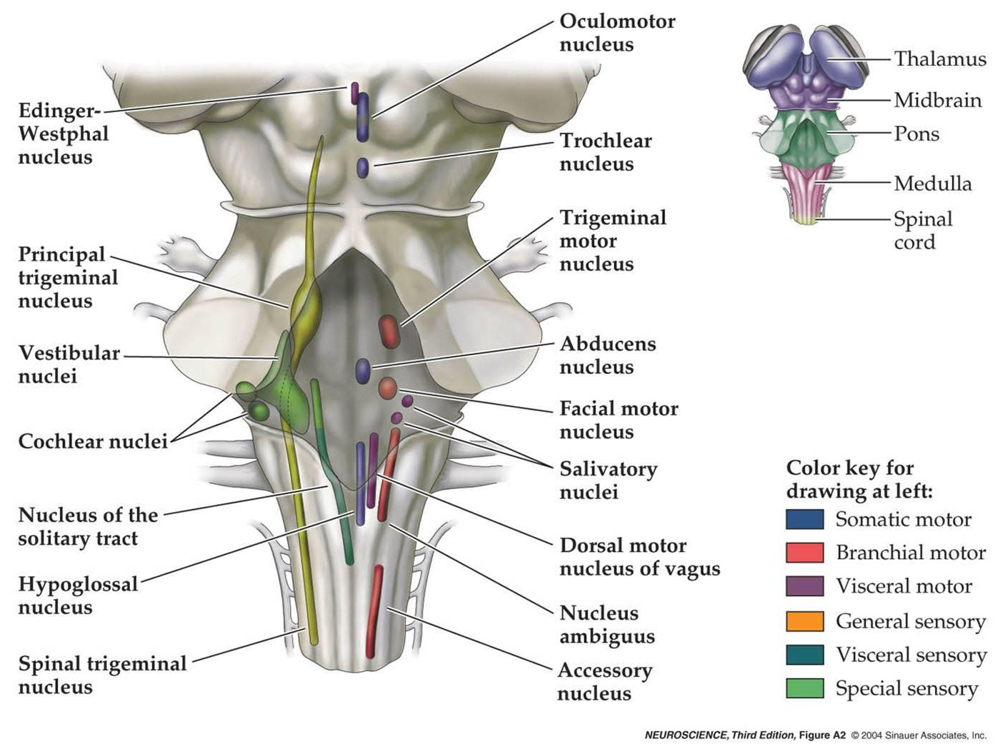 Oculomotor
nucleus
Edinger-
Westphal
nucleus
Trochlear
nucleus
Trigeminal
motor
nucleus
Principal
trigeminal
nucleus
Vestibular
nuclei
Abducens
nucleus
Facial motor
nucleus
Cochlear nuclei
Salivatory
nuclei
Nucleus of the
solitary tract
Dorsal motor
nucleus of vagus
Hypoglossal
nucleus
Nucleus
ambiguus
Spinal trigeminal
nucleus
Accessory
nucleus
Thalamus
Midbrain
Pons
Medulla
Spinal
cord
Color key for
drawing at left:
Somatic motor
Branchial motor
Visceral motor
General sensory
Visceral sensory
Special sensory
NEUROSCIENCE, Third Edition, Figure A2 © 2004 Sinauer Associates, Inc.